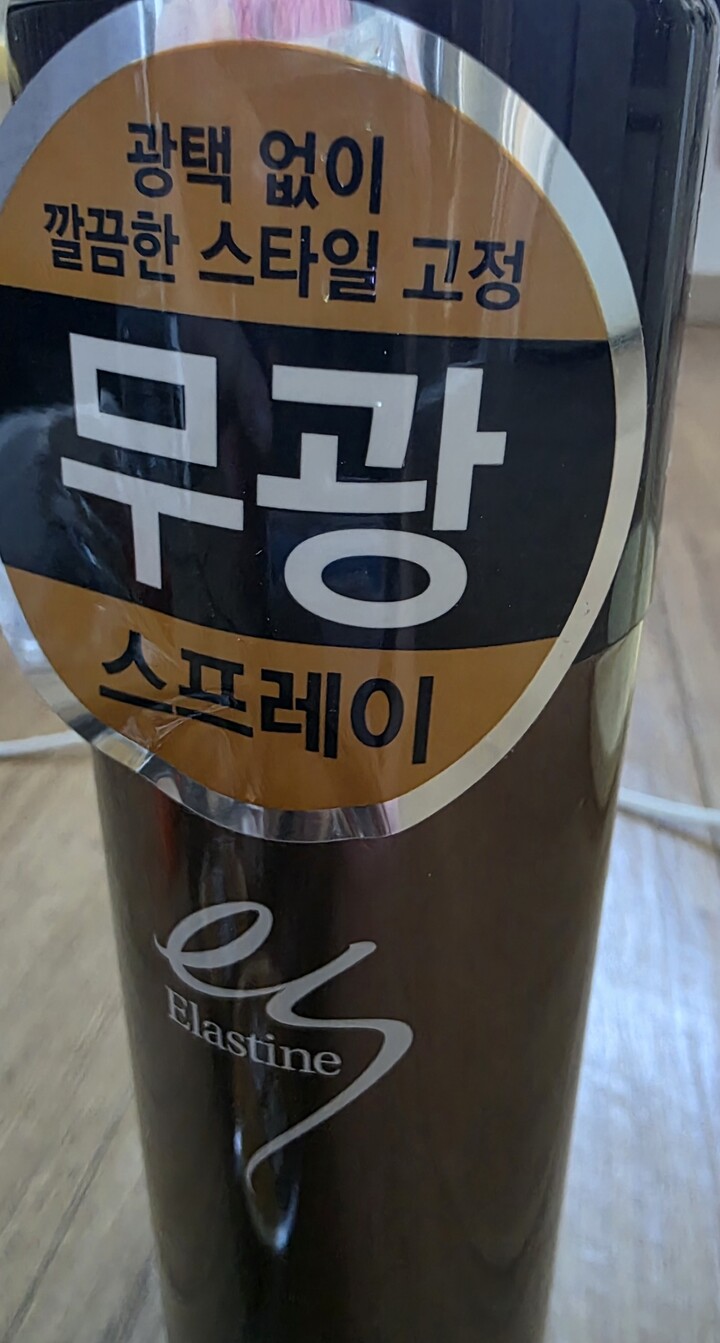 광택 없이
깔끔한 스타일 고정
무광
스프레이
es
Elastine